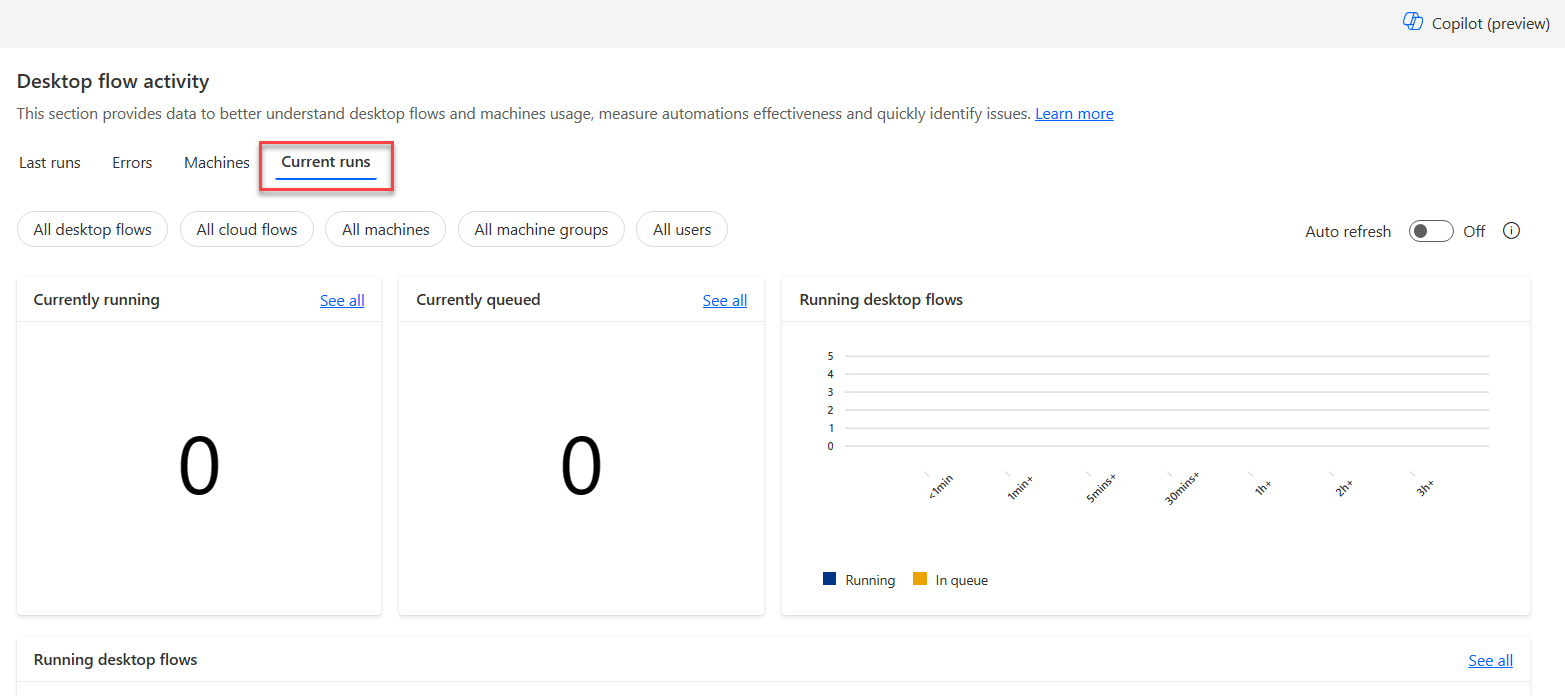 Copilot (preview)
Desktop flow activity
This section provides data to better understand desktop flows and machines usage, measure automations effectiveness and quickly identify issues. Learn more
Last runs Errors Machines Current runs
All desktop flows All cloud flows All machines All machine groups All users Auto refresh Off
Currently running See all
0
Currently queued See all
0
Running desktop flows
5
4
3
2
1
0
<1min 1min+ 5mins+ 30mins+ 1h+ 2h+ 3h+
Running In queue
Running desktop flows See all